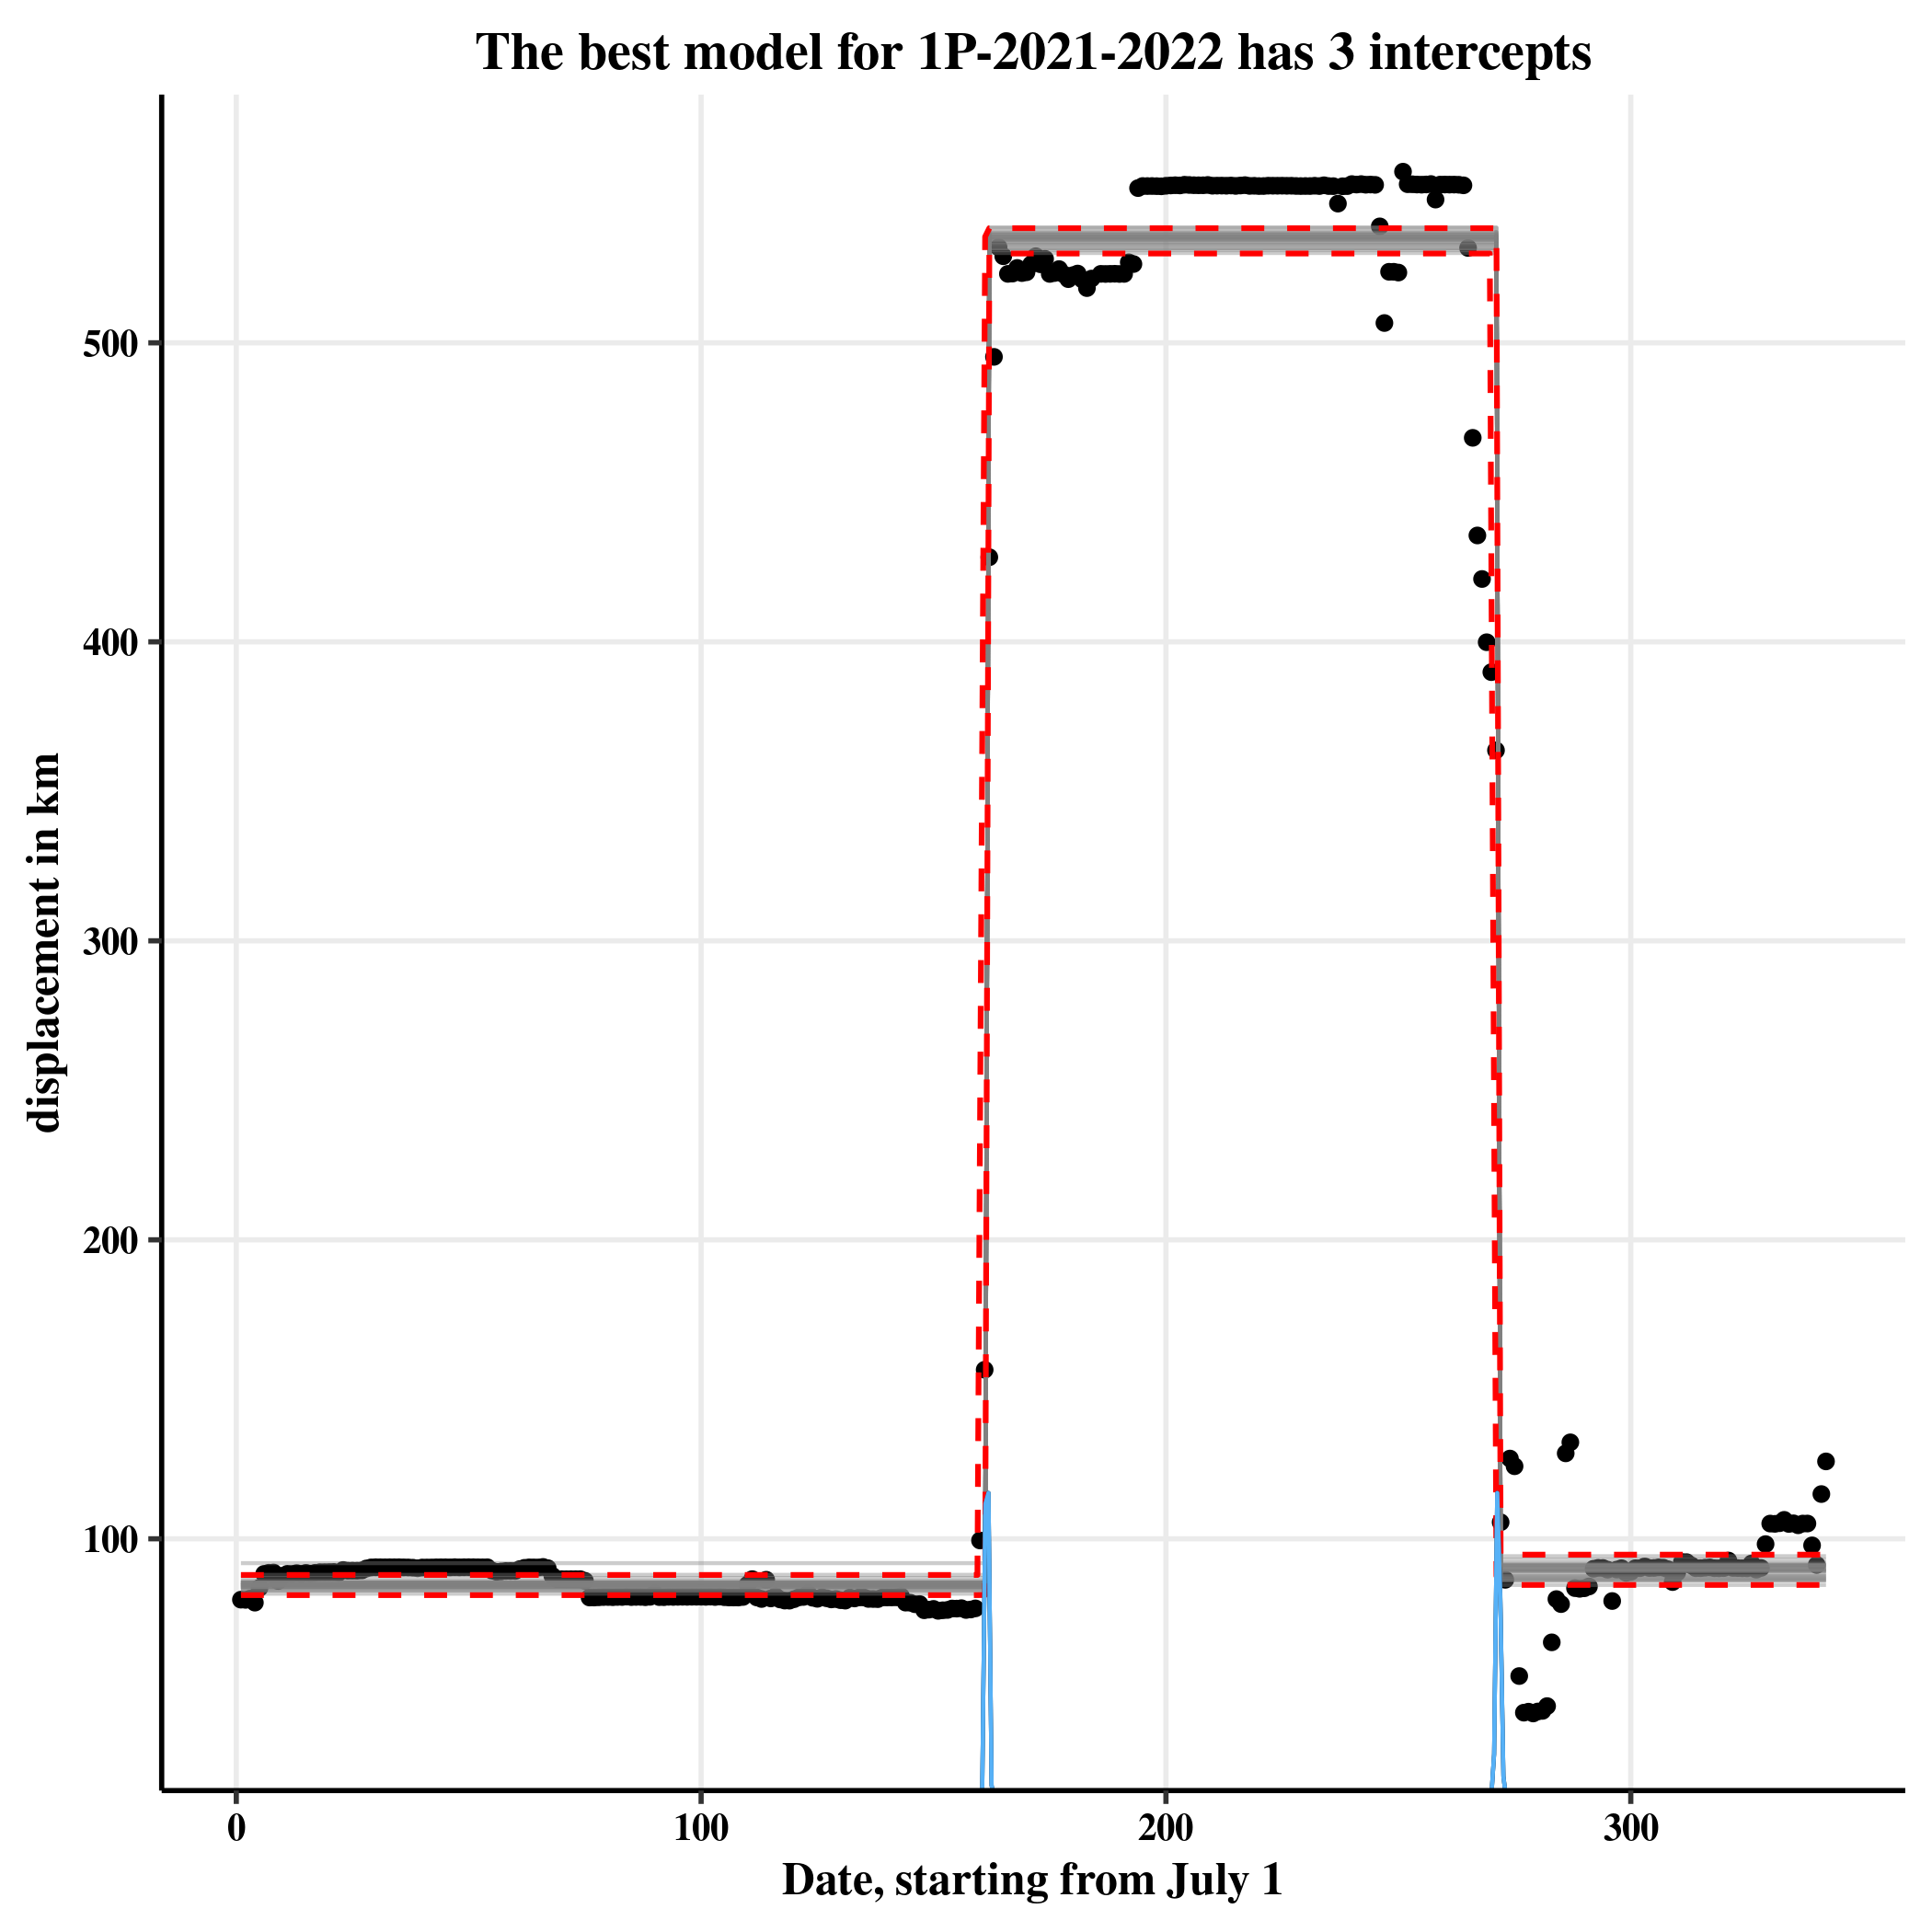 The best model for 1P-2021-2022 has 3 intercepts
displacement in km
500
400
300
200
100
0 100 200 300
Date, starting from July 1